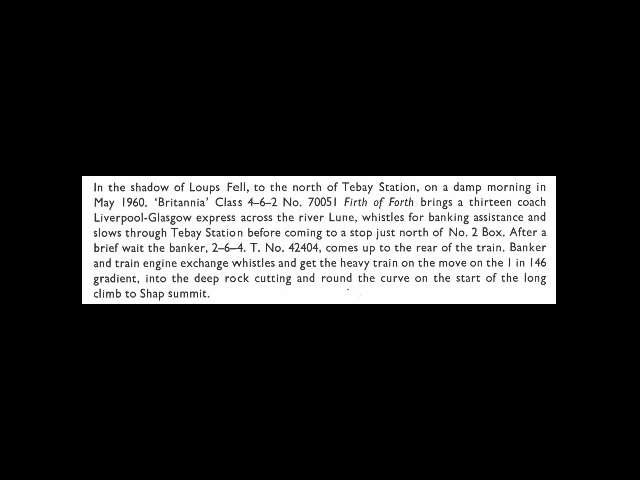 In the shadow of Loups Fell, to the north of Tebay Station, on a damp morning in
May 1960. 'Britannia' Class 4–6–2 No. 70051 Firth of Forth brings a thirteen coach
Liverpool-Glasgow express across the river Lune, whistles for banking assistance and
slows through Tebay Station before coming to a stop just north of No. 2 Box. After a
brief wait the banker, 2–6–4. T. No. 42404, comes up to the rear of the train. Banker
and train engine exchange whistles and get the heavy train on the move on the 1 in 146
gradient, into the deep rock cutting and round the curve on the start of the long
climb to Shap summit.